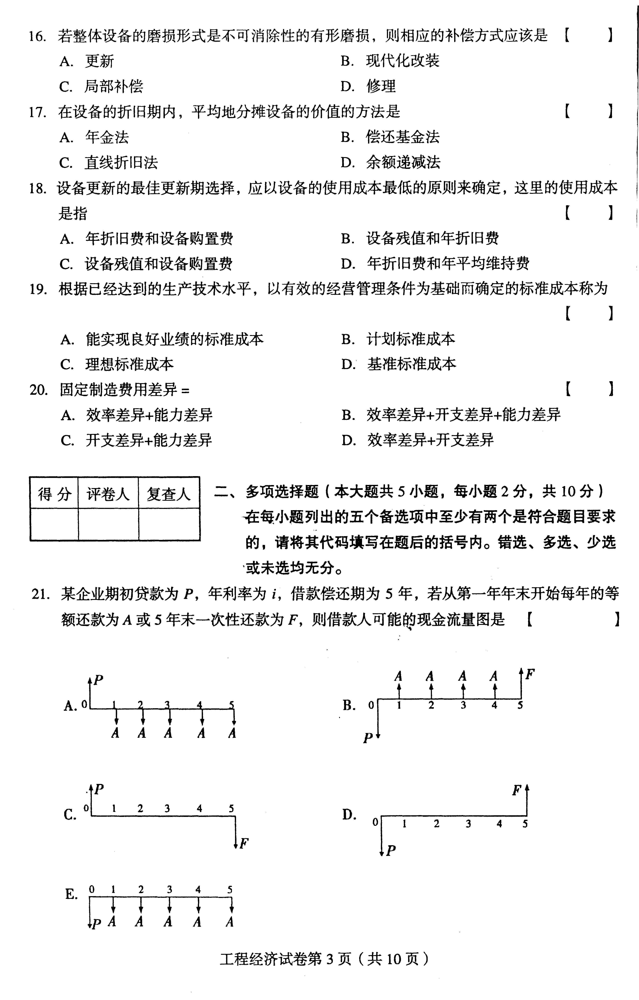 16. 若整体设备的磨损形式是不可消除性的有形磨损，则相应的补偿方式应该是 【 】
A. 更新 B. 现代化改装
C. 局部补偿 D. 修理
17. 在设备的折旧期内，平均地分摊设备的价值的方法是 【 】
A. 年金法 B. 偿还基金法
C. 直线折旧法 D. 余额递减法
18. 设备更新的最佳更新期选择，应以设备的使用成本最低的原则来确定，这里的使用成本
是指 【 】
A. 年折旧费和设备购置费 B. 设备残值和年折旧费
C. 设备残值和设备购置费 D. 年折旧费和年平均维持费
19. 根据已经达到的生产技术水平，以有效的经营管理条件为基础而确定的标准成本称为
【 】
A. 能实现良好业绩的标准成本 B. 计划标准成本
C. 理想标准成本 D. 基准标准成本
20. 固定制造费用差异 = 【 】
A. 效率差异+能力差异 B. 效率差异+开支差异+能力差异
C. 开支差异+能力差异 D. 效率差异+开支差异
得 分 评卷人 复查人
二、多项选择题（本大题共 5 小题，每小题 2 分，共 10 分）
在每小题列出的五个备选项中至少有两个是符合题目要求
的，请将其代码填写在题后的括号内。错选、多选、少选
或未选均无分。
21. 某企业期初贷款为 P，年利率为 i，借款偿还期为 5 年，若从第一年年末开始每年的等
额还款为 A 或 5 年末一次性还款为 F，则借款人可能的现金流量图是 【 】
P
A. 0 1 2 3 4 5
A A A A A
A A A A F
B. 0 1 2 3 4 5
P
P
C. 0 1 2 3 4 5
F
F
D. 0 1 2 3 4 5
P
E. 0 1 2 3 4 5
P A A A A A
工程经济试卷第 3 页（共 10 页）